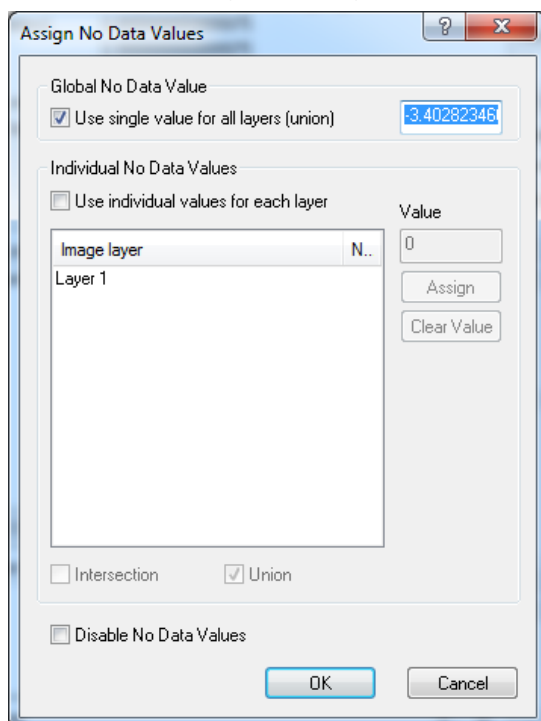 Assign No Data Values
Global No Data Value
Use single value for all layers (union)
-3.40282346
Individual No Data Values
Use individual values for each layer
Value
Image layer N..
0
Layer 1
Assign
Clear Value
Intersection Union
Disable No Data Values
OK Cancel